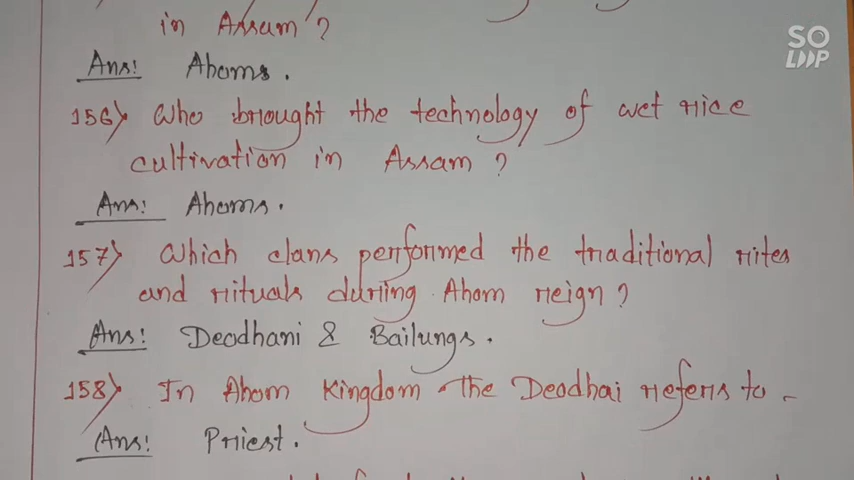 in Assam?
SO
LOOP
Ans: Ahoms.
156) Who brought the technology of wet rice
cultivation in Assam?
Ans: Ahoms.
157) Which clans performed the traditional rites
and rituals during Ahom reign?
Ans: Deodhani & Bailungs.
158) In Ahom Kingdom the Deodhai refers to -
Ans: Priest.